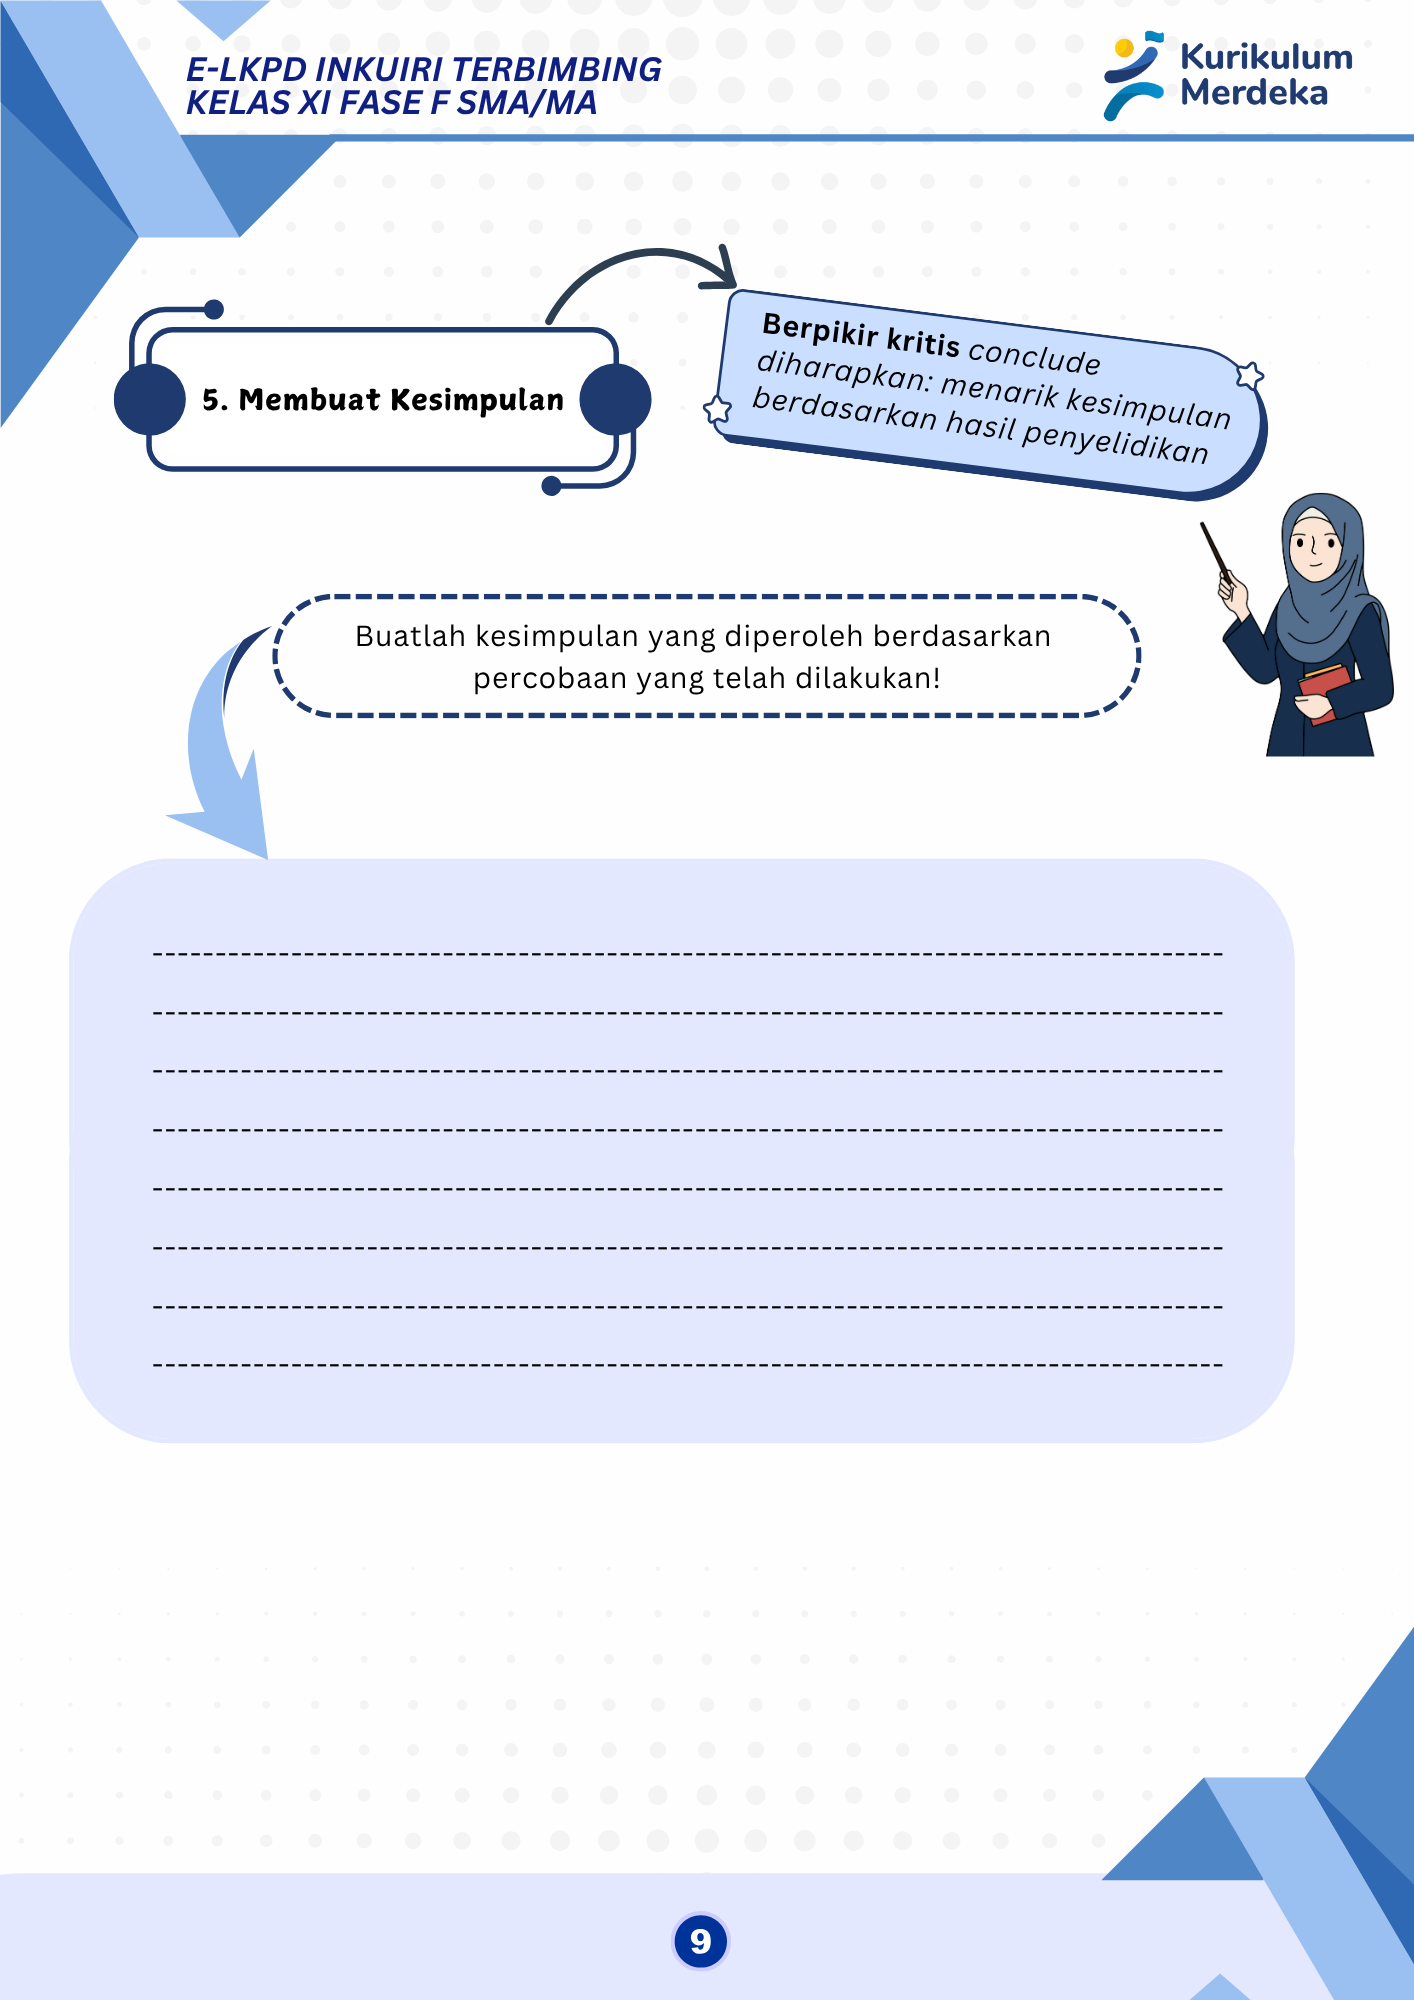 E-LKPD INKUIRI TERBIMBING
KELAS XI FASE F SMA/MA
Kurikulum
Merdeka
5. Membuat Kesimpulan
Berpikir kritis conclude
diharapkan: menarik kesimpulan
berdasarkan hasil penyelidikan
Buatlah kesimpulan yang diperoleh berdasarkan
percobaan yang telah dilakukan!
9